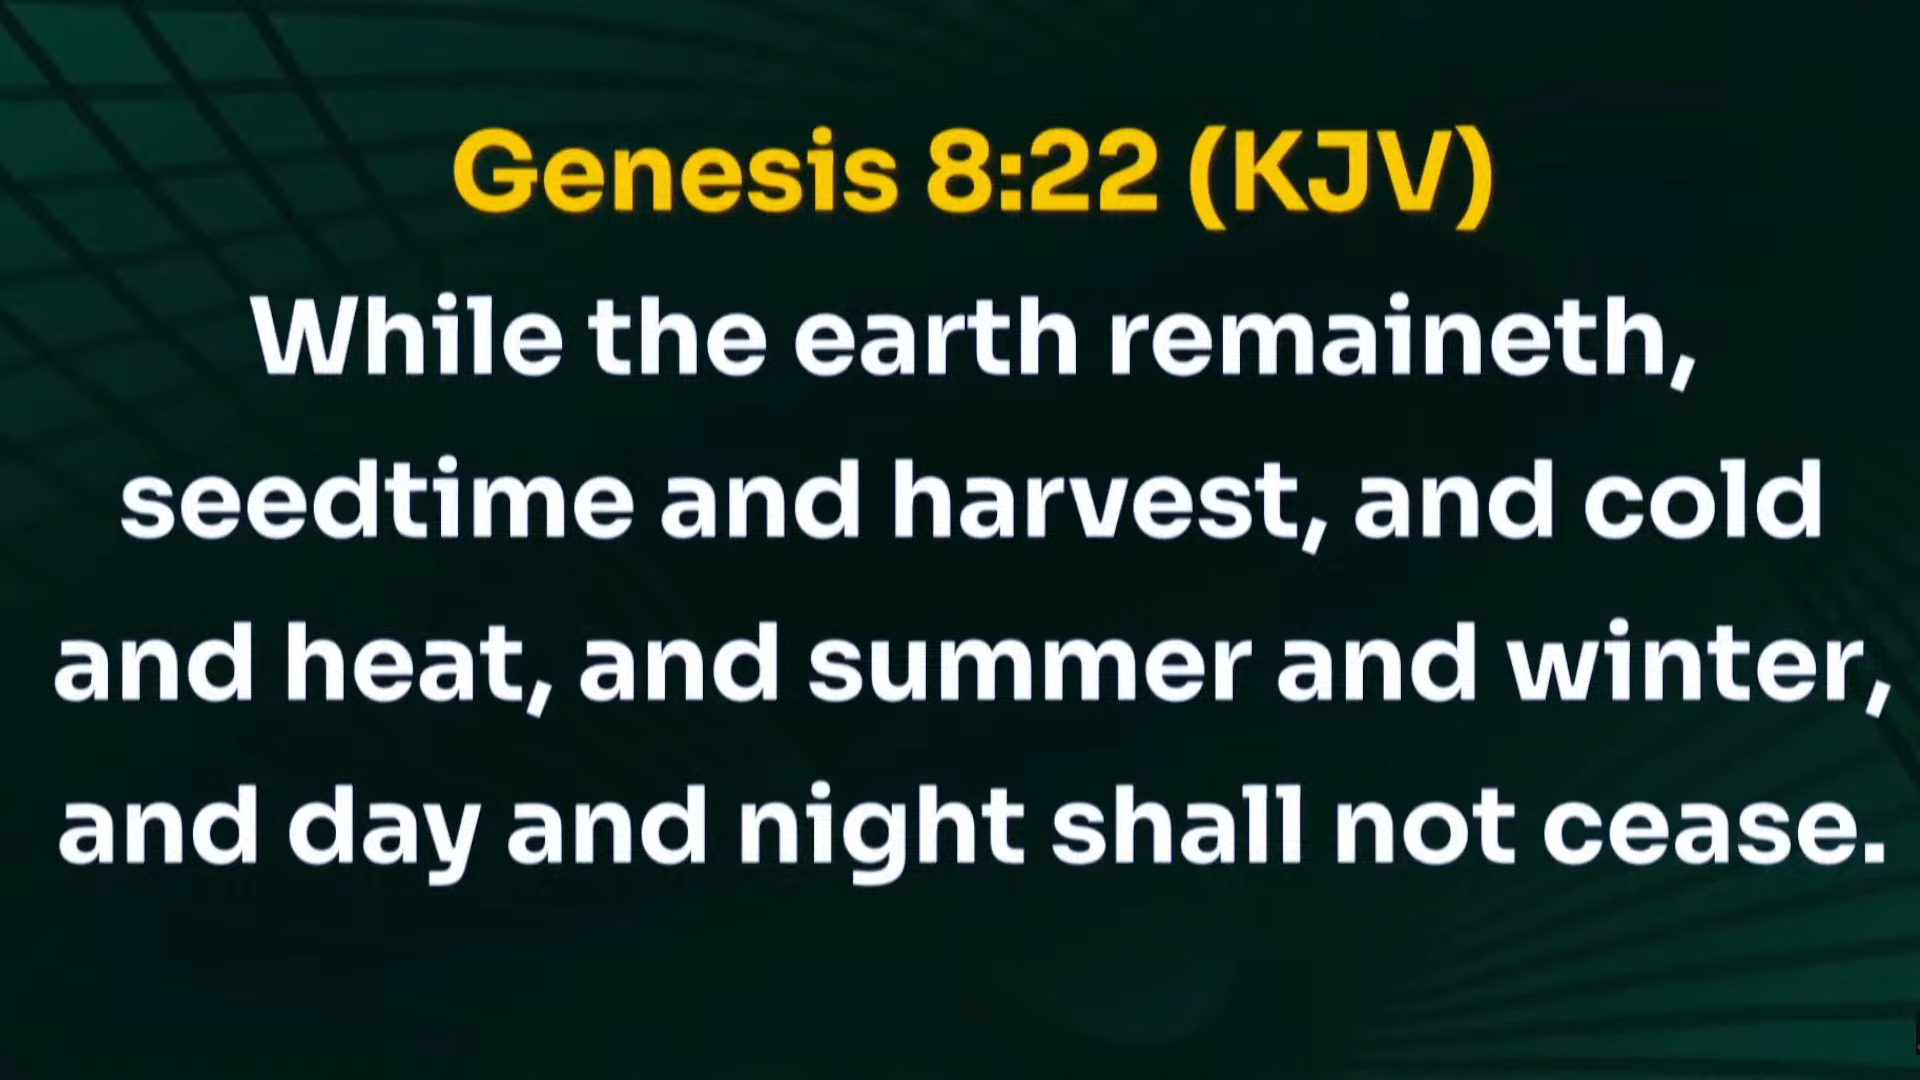 Genesis 8:22 (KJV)
While the earth remaineth,
seedtime and harvest, and cold
and heat, and summer and winter,
and day and night shall not cease.